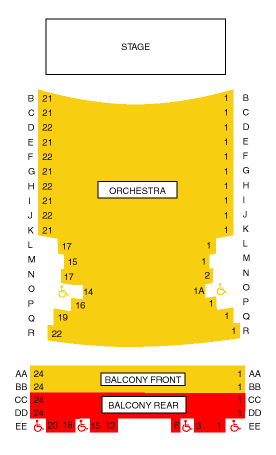 STAGE
B 21 1 B
C 21 1 C
D 22 1 D
E 21 1 E
F 22 1 F
G 21 1 G
H 22 1 H
ORCHESTRA
I 21 1 I
J 22 1 J
K 21 1 K
L 17 1 L
M 15 1 M
N 17 2 N
O 14 1A O
P 16 1 P
Q 19 1 Q
R 22 1 R
AA 24 1 AA
BALCONY FRONT
BB 24 1 BB
CC 24 1 CC
BALCONY REAR
DD 24 1 DD
EE 20 18 15 13 6 3 1 EE